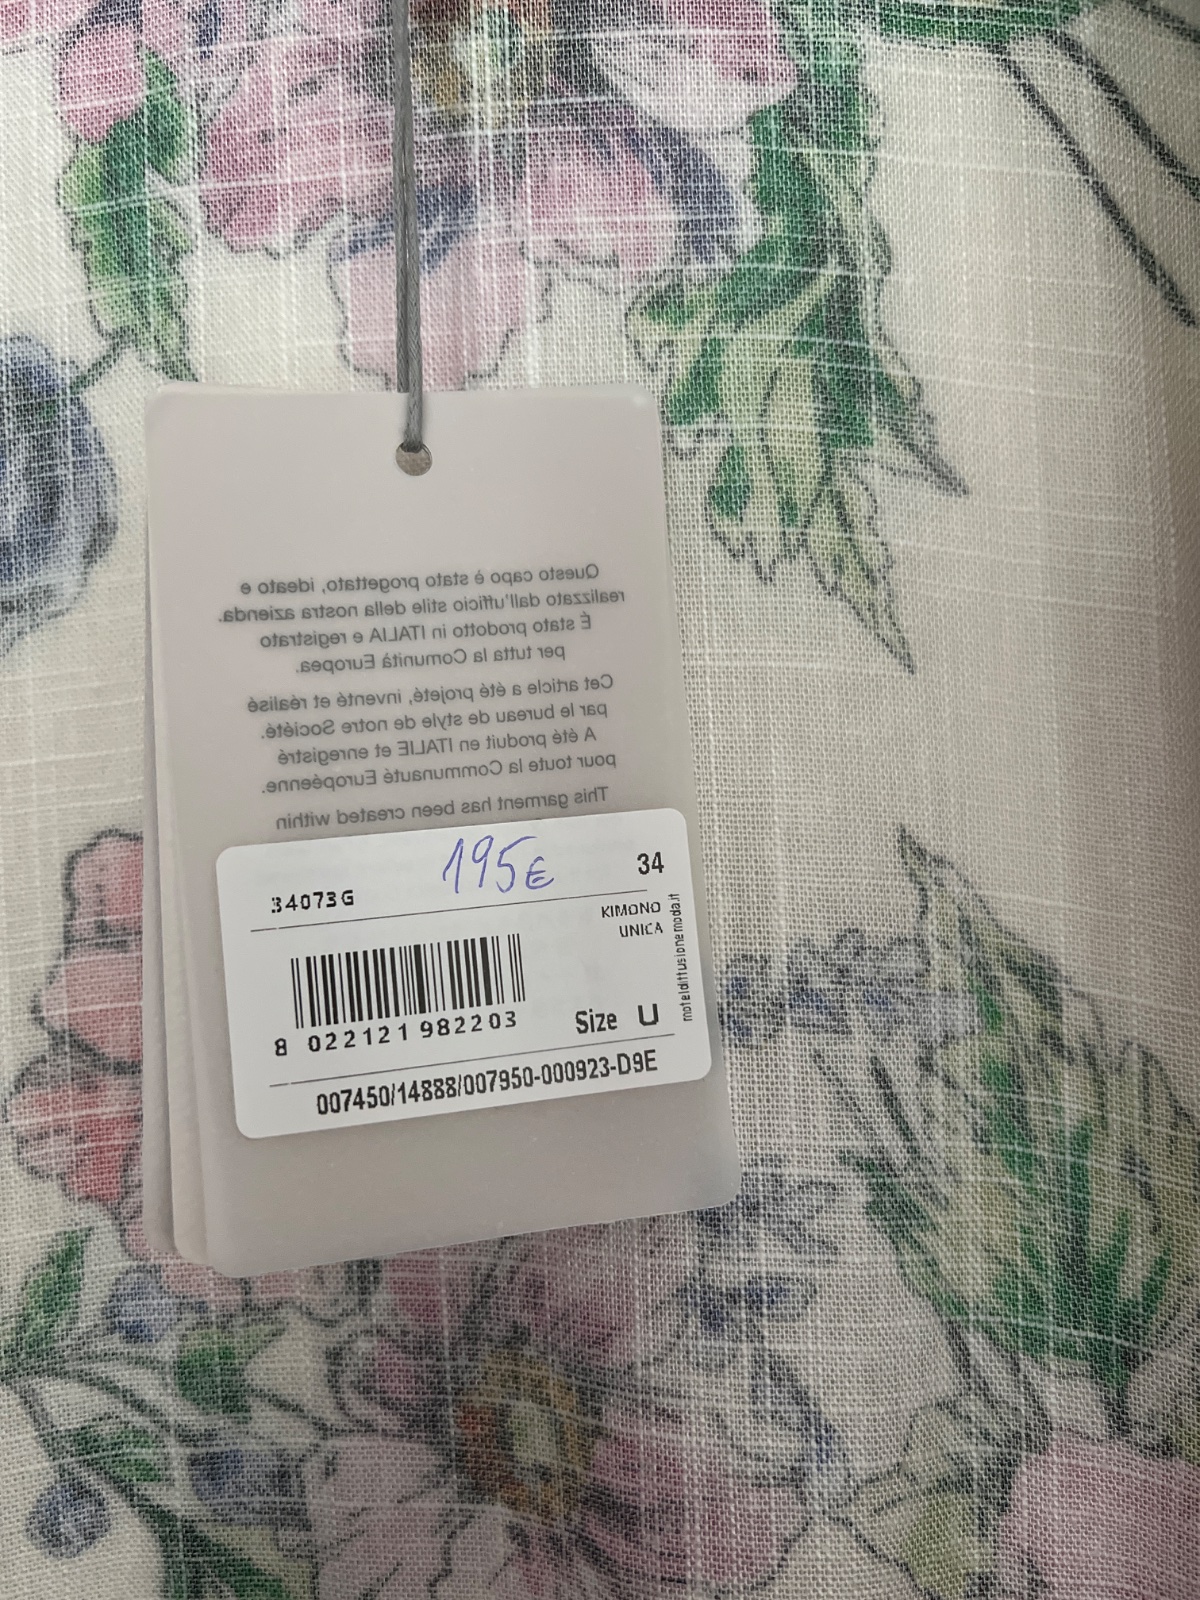 Questo capo è stato progettato, ideato e
realizzato dall'ufficio stile della nostra azienda.
É stato prodotto in ITALIA e registrato
per tutta la Comunità Europea.
Cet article a été projeté, inventé et réalisé
par le bureau de style de notre Société.
A été produit en ITALIE et enregistré
pour toute la Communauté Européenne.
This garment has been created within
195€
34
34073G
KIMONO
UNICA
8 022121 982203
Size U
007450/14888/007950-000923-D9E